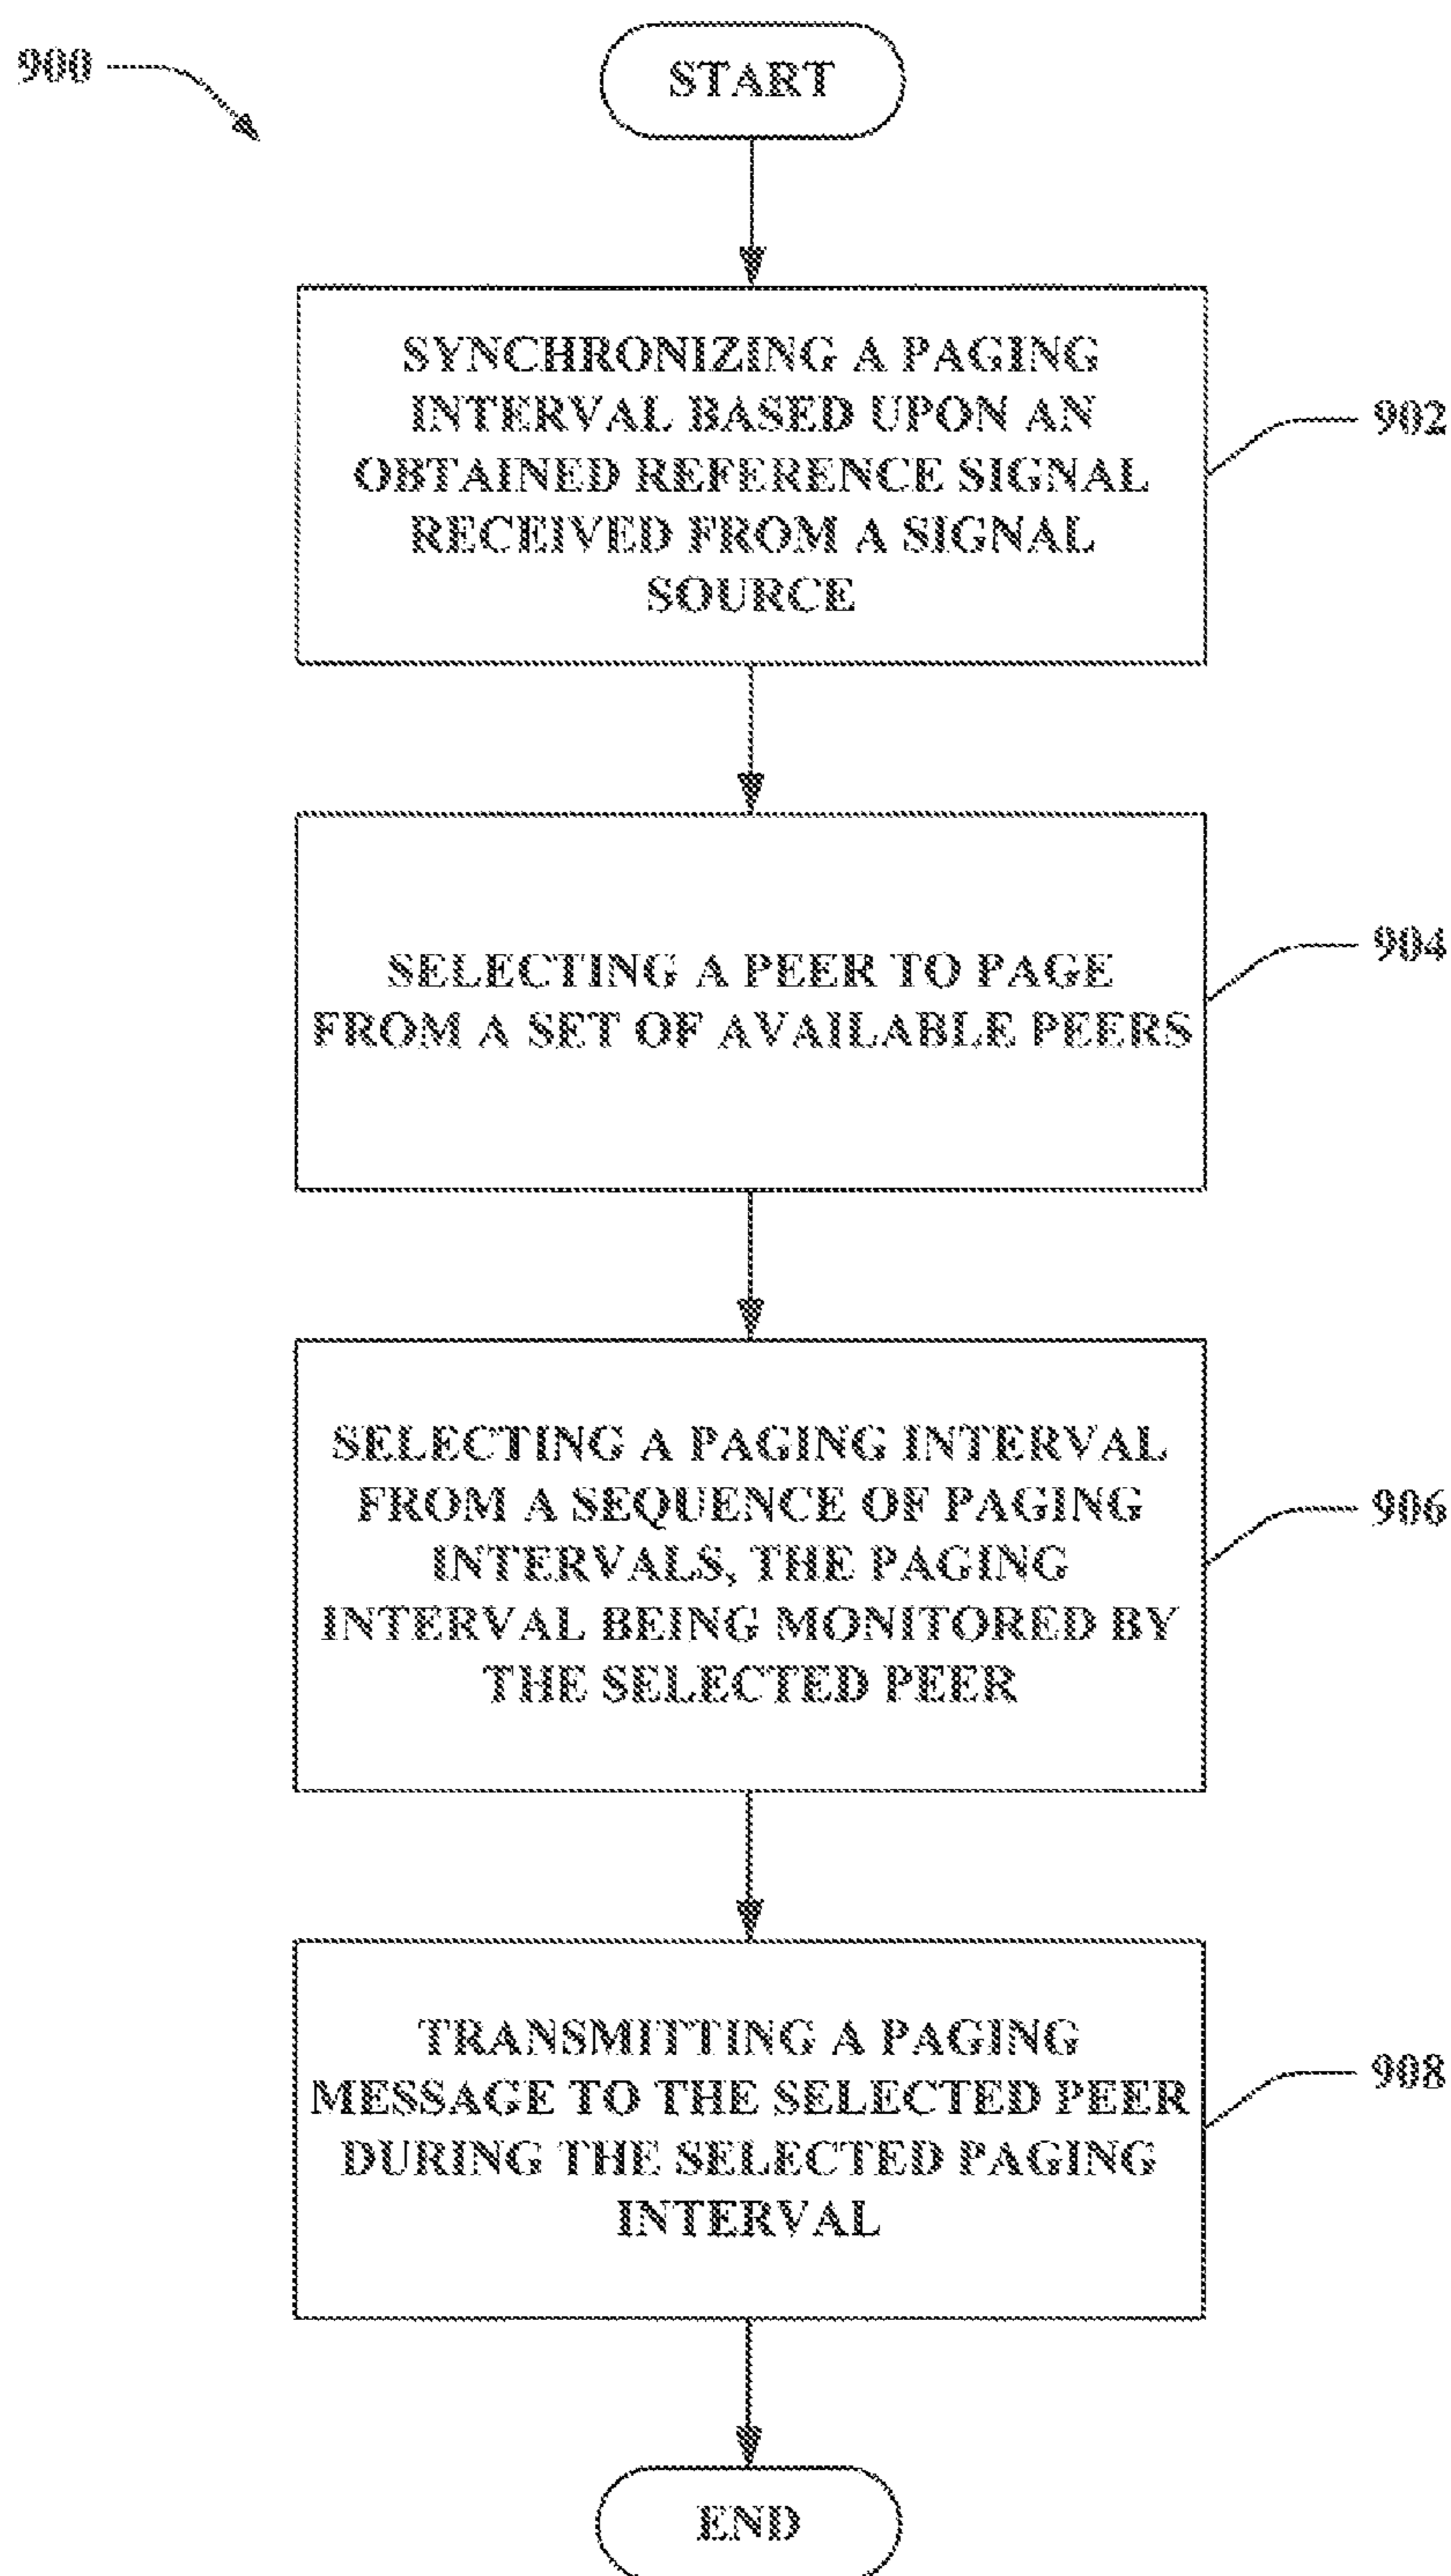 900
START
SYNCHRONIZING A PAGING
INTERVAL BASED UPON AN
OBTAINED REFERENCE SIGNAL
RECEIVED FROM A SIGNAL
SOURCE
902
SELECTING A PEER TO PAGE
FROM A SET OF AVAILABLE PEERS
904
SELECTING A PAGING INTERVAL
FROM A SEQUENCE OF PAGING
INTERVALS, THE PAGING
INTERVAL BEING MONITORED BY
THE SELECTED PEER
906
TRANSMITTING A PAGING
MESSAGE TO THE SELECTED PEER
DURING THE SELECTED PAGING
INTERVAL
908
END